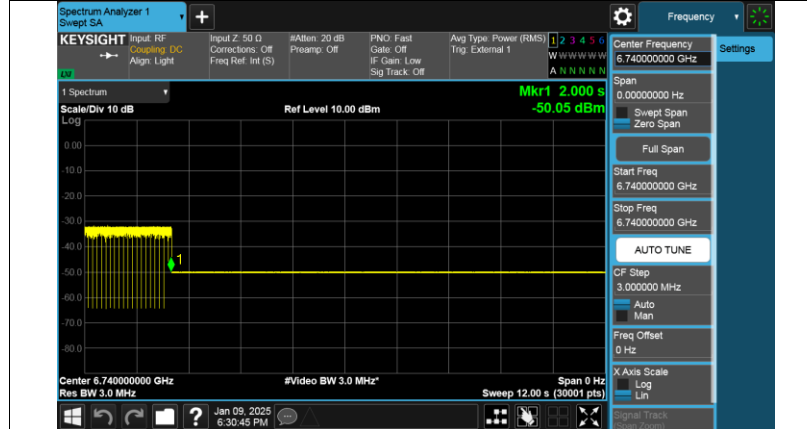 Spectrum Analyzer 1
Swept SA
+
Frequency
KEYSIGHT
Input: RF
Coupling: DC
Align: Light
Input Z: 50 Ω
Corrections: Off
Freq Ref: Int (S)
#Atten: 20 dB
Preamp: Off
PNO: Fast
Gate: Off
IF Gain: Low
Sig Track: Off
Avg Type: Power (RMS)
Trig: External 1
1 2 3 4 5 6
W W W W W W
A N N N N N
1 Spectrum
Scale/Div 10 dB
Ref Level 10.00 dBm
Mkr1 2.000 s
-50.05 dBm
Log
0.00
-10.0
-20.0
-30.0
-40.0
-50.0
-60.0
-70.0
-80.0
1
Center 6.740000000 GHz
Res BW 3.0 MHz
#Video BW 3.0 MHz*
Span 0 Hz
Sweep 12.00 s (30001 pts)
Jan 09, 2025
6:30:45 PM
?
Center Frequency
6.740000000 GHz
Settings
Span
0.00000000 Hz
Swept Span
Zero Span
Full Span
Start Freq
6.740000000 GHz
Stop Freq
6.740000000 GHz
AUTO TUNE
CF Step
3.000000 MHz
Auto
Man
Freq Offset
0 Hz
X Axis Scale
Log
Lin
Signal Track
(Span Zoom)